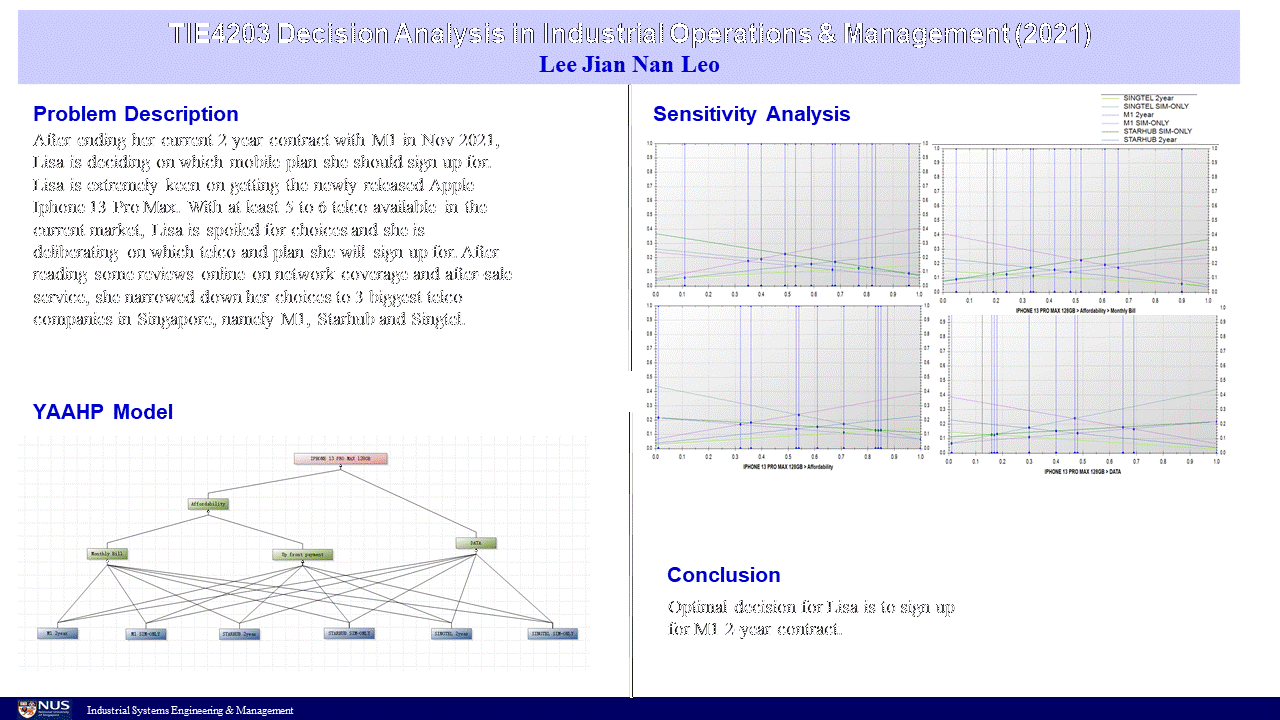 TIE4203 Decision Analysis in Industrial Operations & Management (2021)
Lee Jian Nan Leo
Problem Description
After ending her current 2 year contract with M1 in
Lisa is deciding on which mobile plan she should sign up for.
Lisa is extremely keen on getting the newly released Apple
Iphone 13 Pro Max. With at least 5 to 6 telco available in the
current market, Lisa is spoiled for choices and she is
deliberating on which telco and plan she will sign up for. After
reading some reviews online on network coverage and after sale
service, she narrowed down her choices to 3 biggest telco
companies in Singapore, namely M1, Starhub and Singtel.
YAAHP Model
IPHONE 13 PRO MAX 128GB
Affordability
Monthly Bill
Up front payment
DATA
M1 2year
M1 SIM-ONLY
STARHUB 2year
STARHUB SIM-ONLY
SINGTEL 2year
SINGTEL SIM-ONLY
Sensitivity Analysis
SINGTEL 2year
SINGTEL SIM-ONLY
M1 2year
M1 SIM-ONLY
STARHUB SIM-ONLY
STARHUB 2year
IPHONE 13 PRO MAX 128GB > Affordability > Monthly Bill
IPHONE 13 PRO MAX 128GB > Affordability
IPHONE 13 PRO MAX 128GB > DATA
Conclusion
Optimal decision for Lisa is to sign up
for M1 2 year contract.
NUS
National University
of Singapore
Industrial Systems Engineering & Management